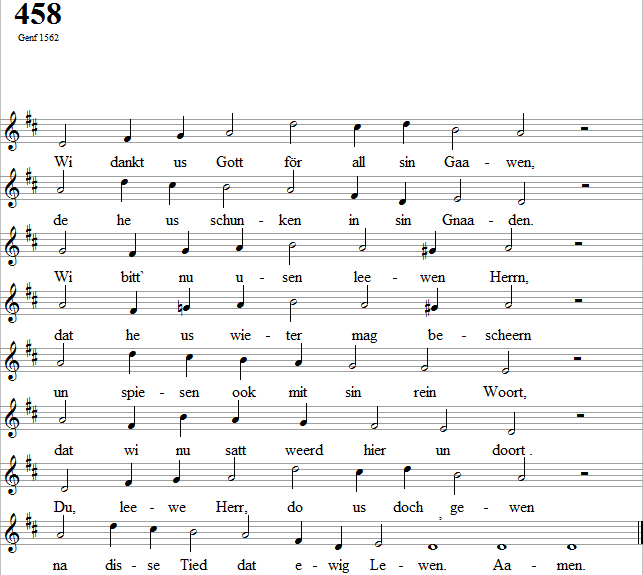 458
Genf 1562
Wi dankt us Gott för all sin Gaa - wen,
de he us schun - ken in sin Gnaa - den.
Wi bitt` nu u - sen lee - wen Herrn,
dat he us wie - ter mag be - scheern
un spie - sen ook mit sin rein Woort,
dat wi nu satt weerd hier un doort .
Du, lee - we Herr, do us doch ge - wen
na dis - se Tied dat e - wig Le - wen. Aa - men.